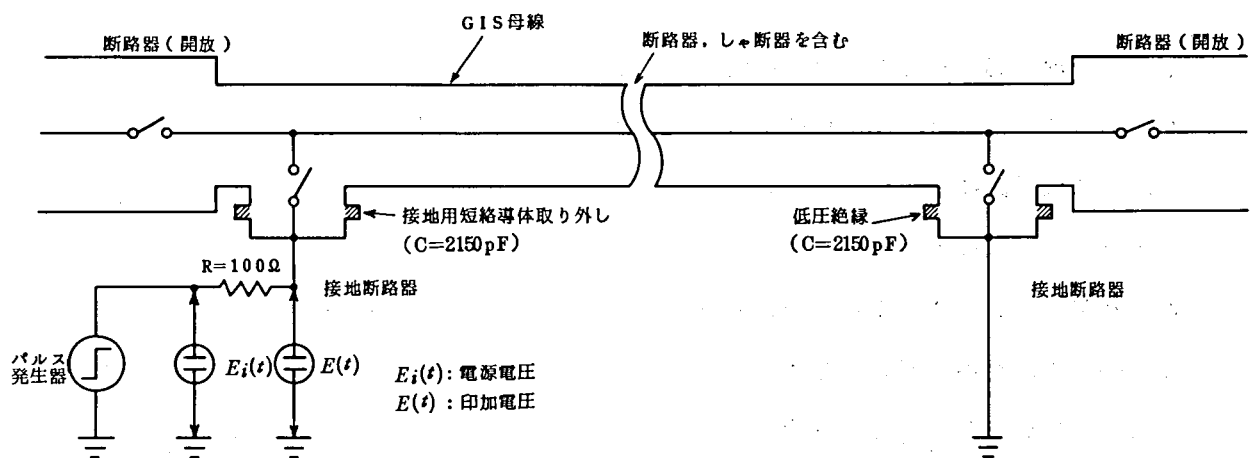 GIS母線
断路器(開放)
断路器,しゃ断器を含む
断路器(開放)
接地用短絡導体取り外し
(C=2150pF)
低圧絶縁
(C=2150pF)
R=100Ω
接地断路器
接地断路器
パルス
発生器
Ei(t)
E(t)
Ei(t):電源電圧
E(t):印加電圧